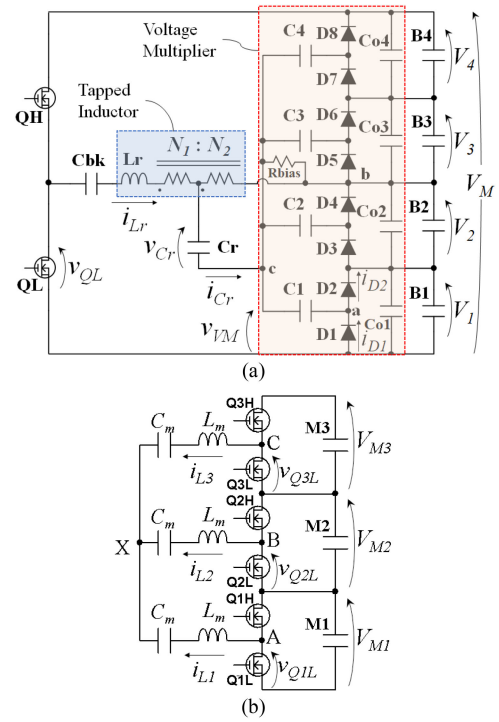 Voltage
Multiplier
C4
D8
Co4
B4
V4
D7
Tapped
Inductor
QH
C3
D6
Co3
B3
V3
VM
Cbk
Lr
N1 : N2
Rbias
D5
b
iLr
C2
D4
Co2
B2
V2
vCr
Cr
D3
QL
vQL
iCr
c
iD2
C1
D2
B1
V1
a
vVM
D1
Co1
iD1
(a)
Q3H
Cm
Lm
C
M3
VM3
iL3
Q3L
vQ3L
Q2H
Cm
Lm
X
B
M2
VM2
iL2
Q2L
vQ2L
Q1H
Cm
Lm
A
M1
VM1
iL1
Q1L
vQ1L
(b)